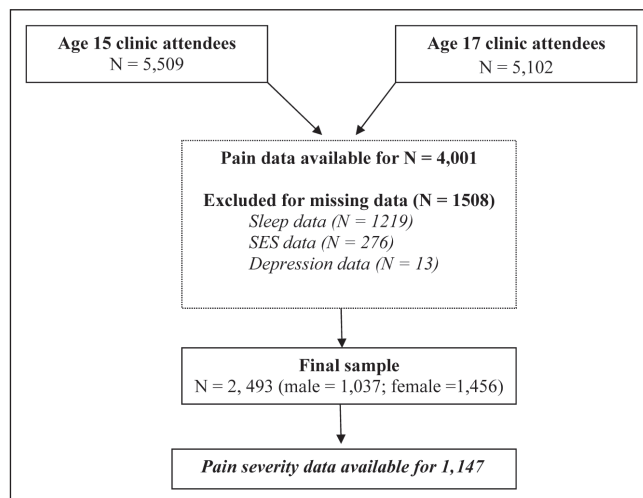 Age 15 clinic attendees
N = 5,509
Age 17 clinic attendees
N = 5,102
Pain data available for N = 4,001
Excluded for missing data (N = 1508)
Sleep data (N = 1219)
SES data (N = 276)
Depression data (N = 13)
Final sample
N = 2, 493 (male = 1,037; female =1,456)
Pain severity data available for 1,147